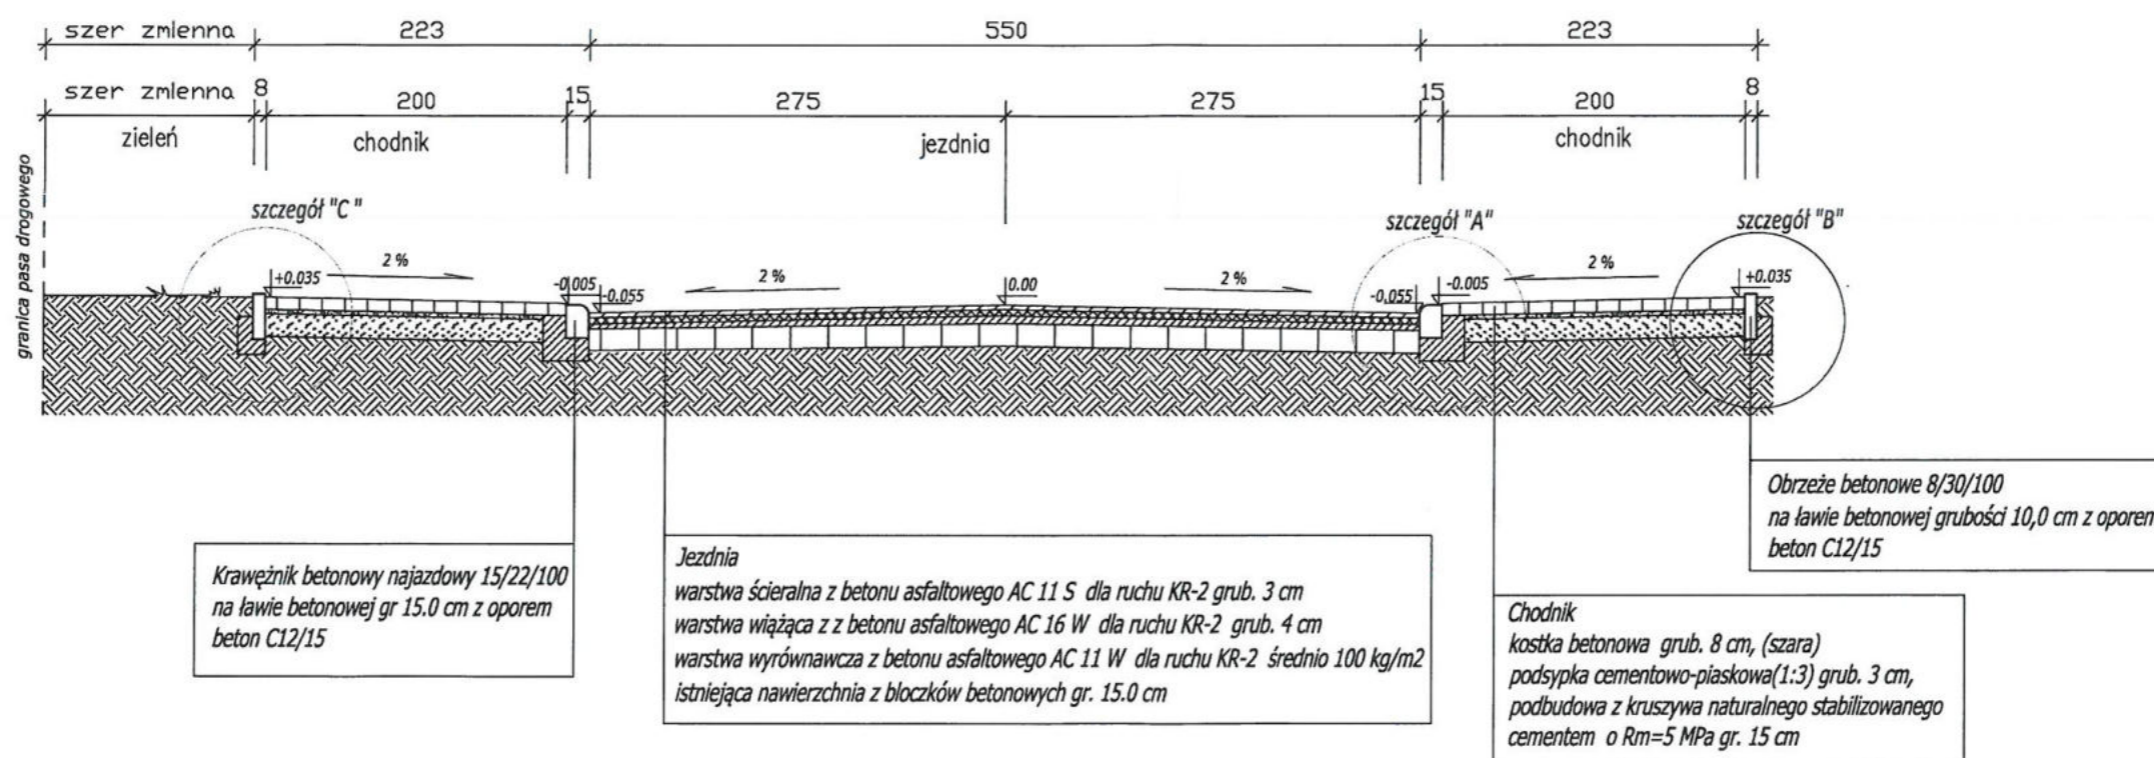 szer zmienna 223 550 223
szer zmienna 8 200 15 275 275 15 200 8
zieleń chodnik jezdnia chodnik
granica pasa drogowego
szczegół "C" szczegół "A" szczegół "B"
+0.035 2 % -0.005 -0.055 2 % 0.00 2 % -0.055 -0.005 2 % +0.035
Obrzeże betonowe 8/30/100
na ławie betonowej grubości 10,0 cm z oporem
beton C12/15
Krawężnik betonowy najazdowy 15/22/100
na ławie betonowej gr 15.0 cm z oporem
beton C12/15
Jezdnia
warstwa ścieralna z betonu asfaltowego AC 11 S dla ruchu KR-2 grub. 3 cm
warstwa wiążąca z z betonu asfaltowego AC 16 W dla ruchu KR-2 grub. 4 cm
warstwa wyrównawcza z betonu asfaltowego AC 11 W dla ruchu KR-2 średnio 100 kg/m2
istniejąca nawierzchnia z bloczków betonowych gr. 15.0 cm
Chodnik
kostka betonowa grub. 8 cm, (szara)
podsypka cementowo-piaskowa(1:3) grub. 3 cm,
podbudowa z kruszywa naturalnego stabilizowanego
cementem o Rm=5 MPa gr. 15 cm